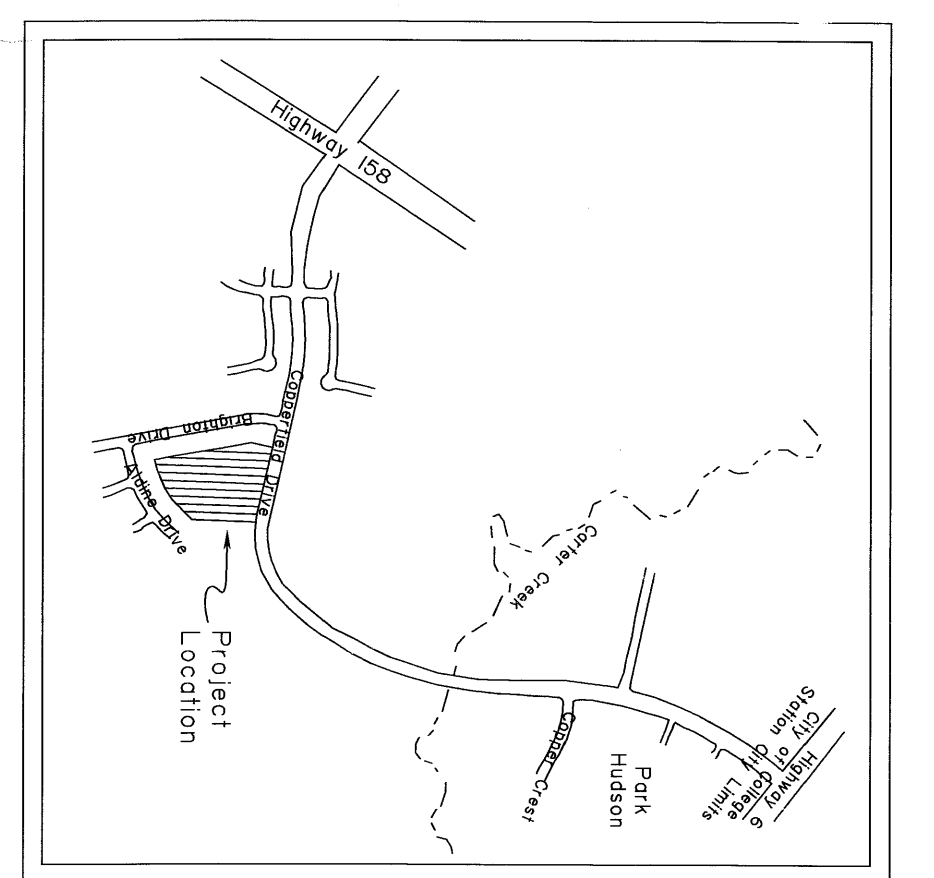 Highway 158
Copperfield Drive
Brighton Drive
Aldine Drive
Project
Location
Carter Creek
Coppel Crest
Park
Hudson
City of College
Station City Limits
Highway 6